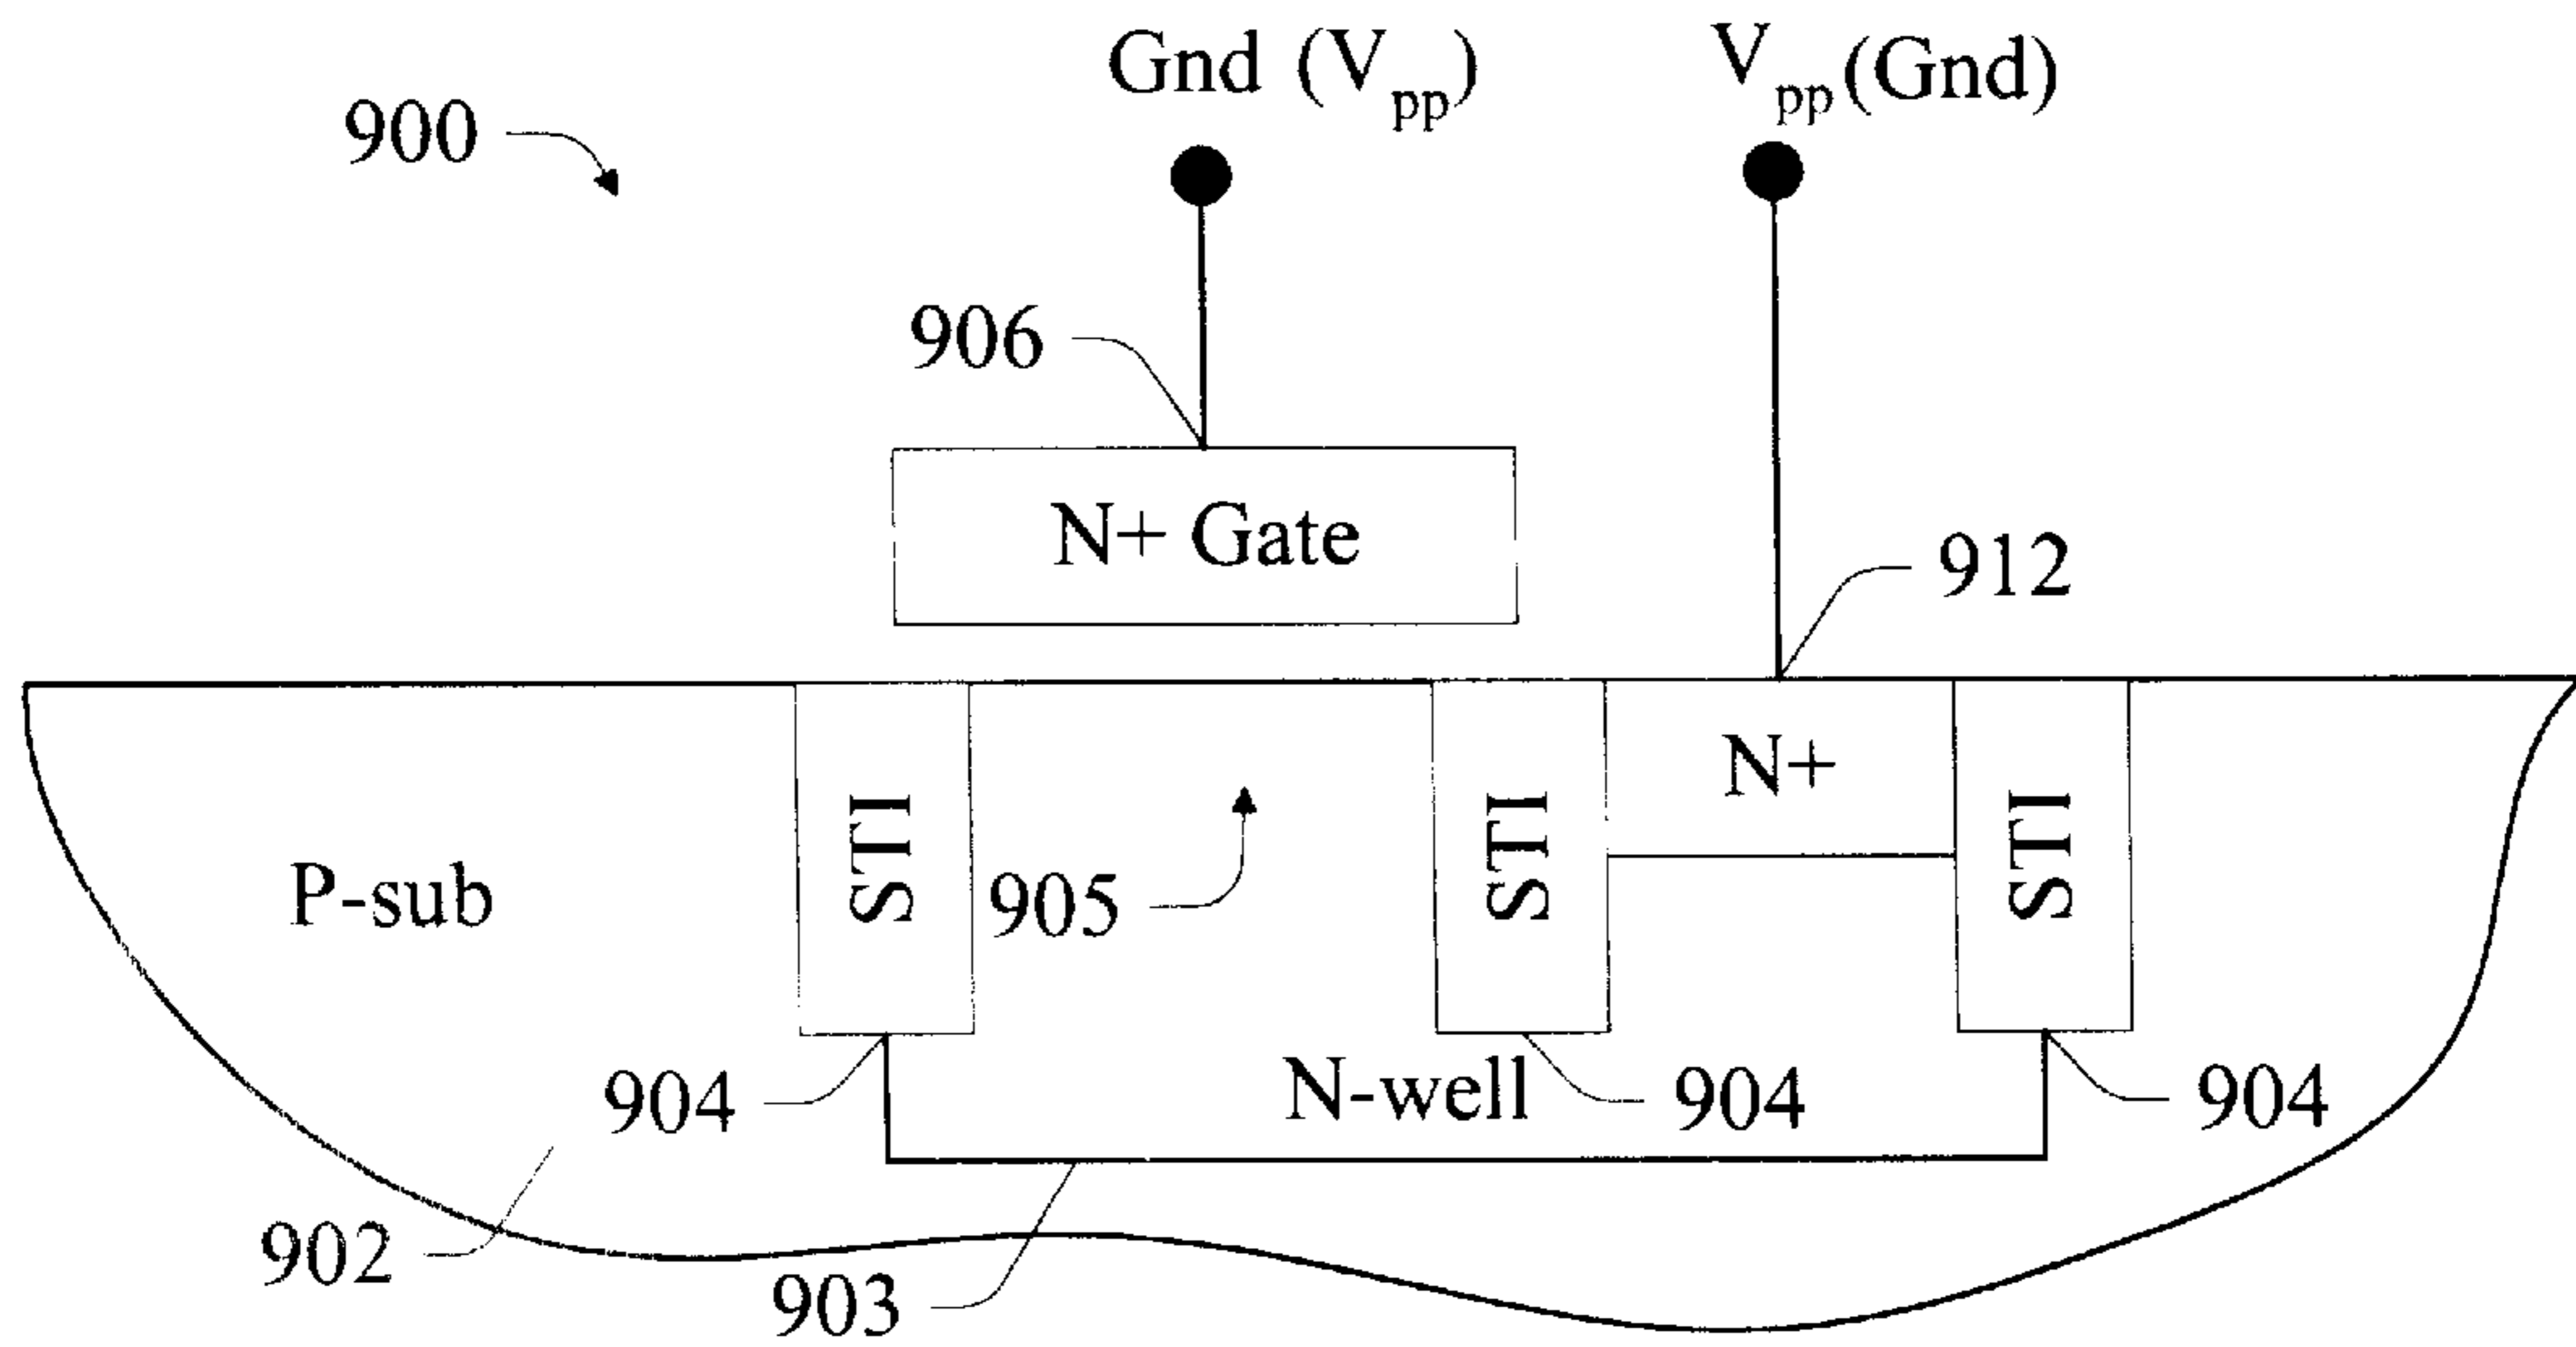 Gnd (Vpp)
Vpp(Gnd)
900
906
N+ Gate
912
N+
STI
STI
STI
P-sub
905
904
N-well
904
904
902
903